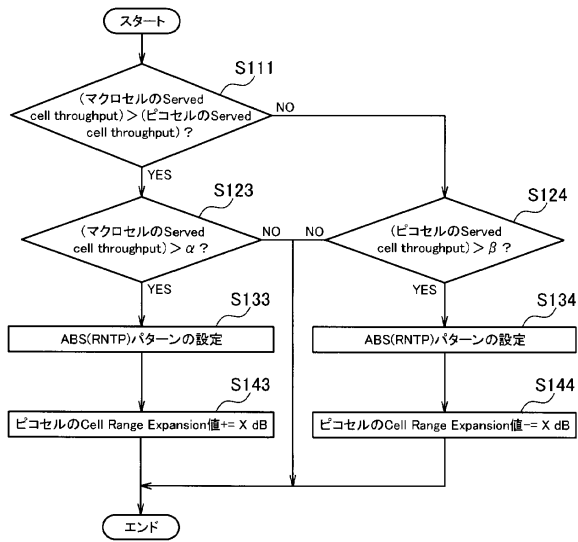 スタート
S111
(マクロセルのServed
cell throughput)>(ピコセルのServed
cell throughput)?
NO
YES
S123
S124
(マクロセルのServed
cell throughput)>α?
NO
NO
(ピコセルのServed
cell throughput)>β?
YES
YES
S133
S134
ABS(RNTP)パターンの設定
ABS(RNTP)パターンの設定
S143
S144
ピコセルのCell Range Expansion値+= X dB
ピコセルのCell Range Expansion値-= X dB
エンド